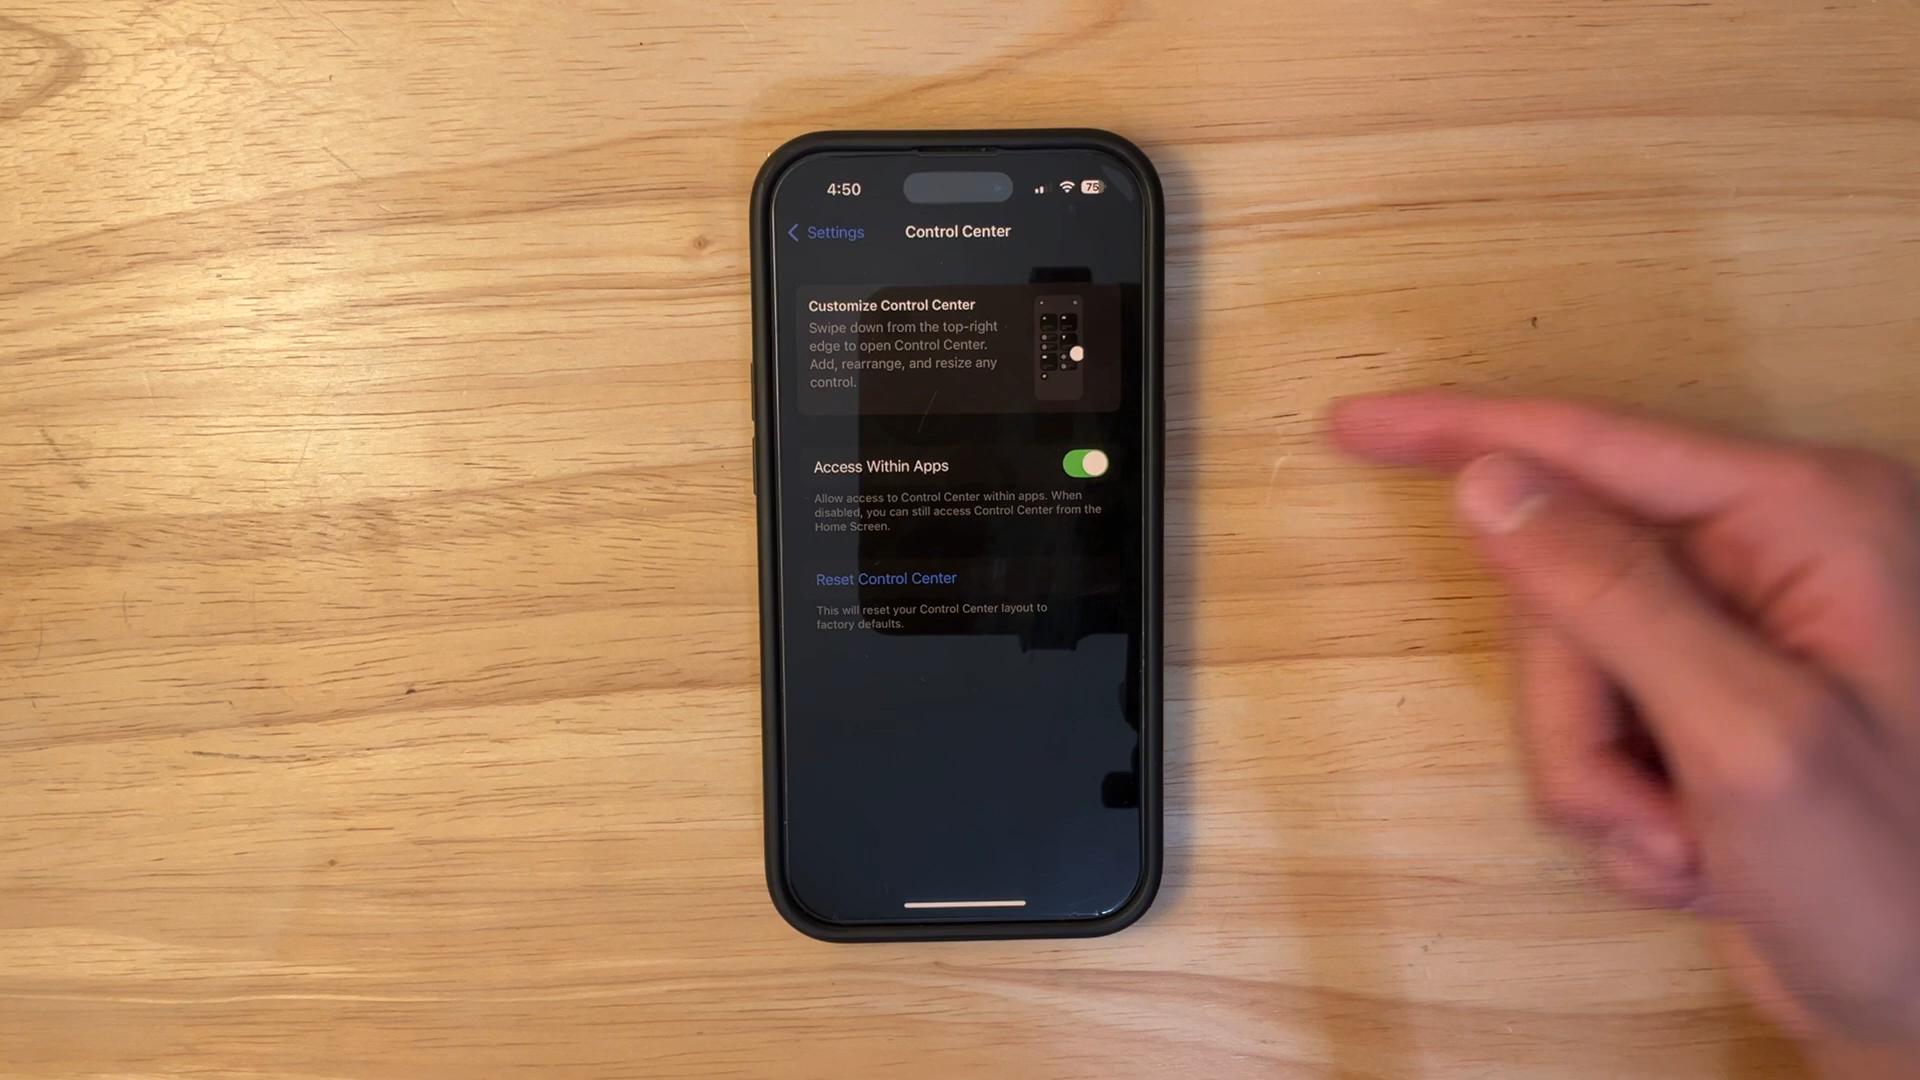 4:50
75
Settings
Control Center
Customize Control Center
Swipe down from the top-right
edge to open Control Center.
Add, rearrange, and resize any
control.
Access Within Apps
Allow access to Control Center within apps. When
disabled, you can still access Control Center from the
Home Screen.
Reset Control Center
This will reset your Control Center layout to
factory defaults.